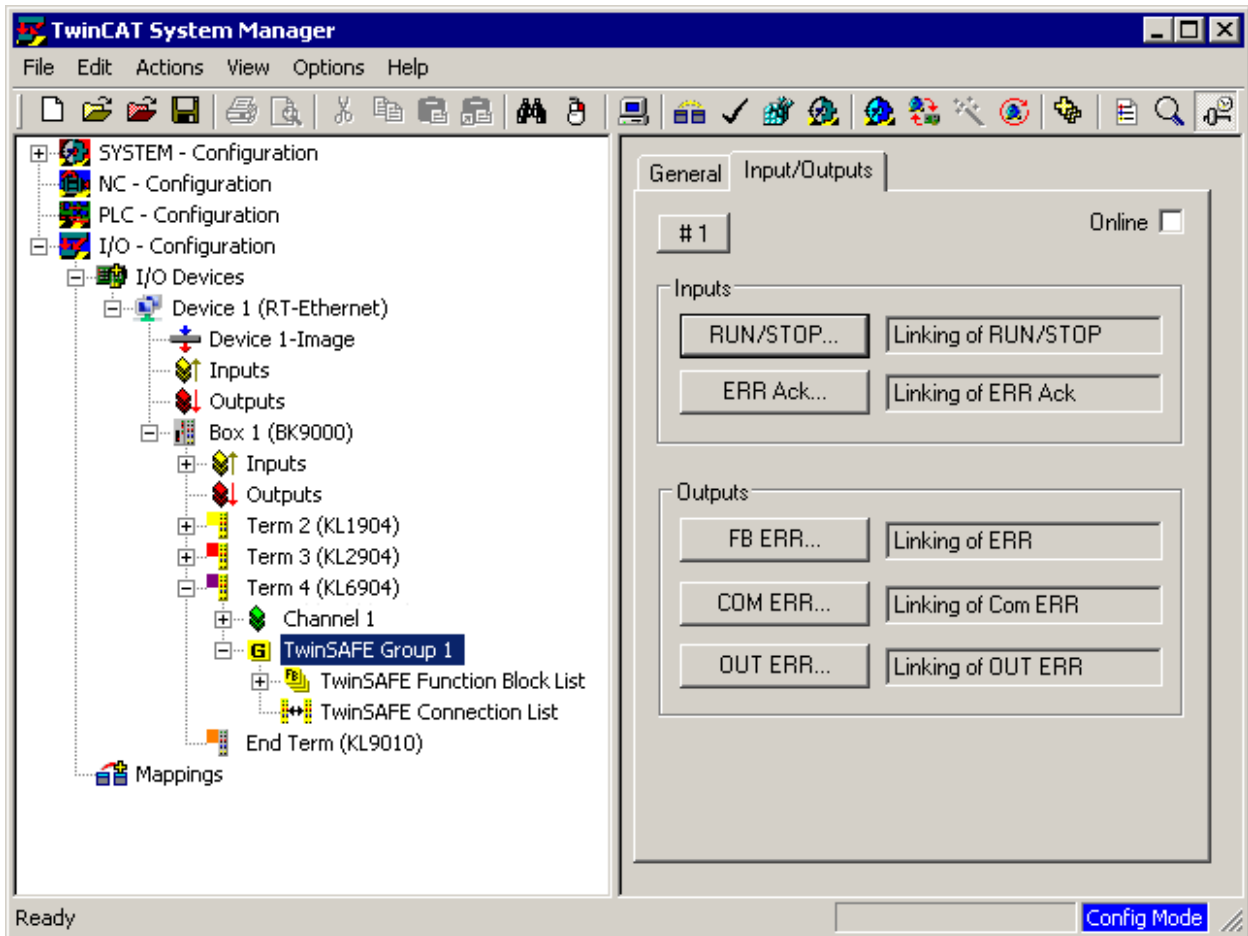 TwinCAT System Manager
File Edit Actions View Options Help
SYSTEM - Configuration
NC - Configuration
PLC - Configuration
I/O - Configuration
I/O Devices
Device 1 (RT-Ethernet)
Device 1-Image
Inputs
Outputs
Box 1 (BK9000)
Inputs
Outputs
Term 2 (KL1904)
Term 3 (KL2904)
Term 4 (KL6904)
Channel 1
G TwinSAFE Group 1
FB TwinSAFE Function Block List
TwinSAFE Connection List
End Term (KL9010)
Mappings
General Input/Outputs
# 1 Online
Inputs
RUN/STOP... Linking of RUN/STOP
ERR Ack... Linking of ERR Ack
Outputs
FB ERR... Linking of ERR
COM ERR... Linking of Com ERR
OUT ERR... Linking of OUT ERR
Ready Config Mode